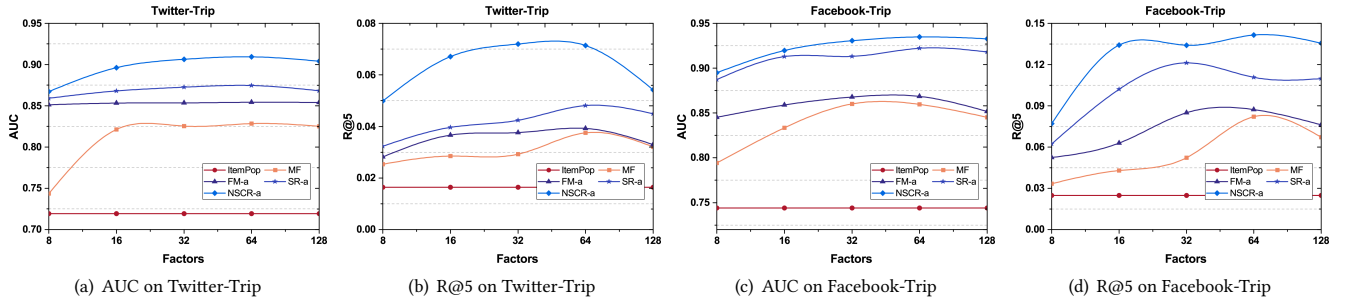 Twitter-Trip
0.95
0.90
0.85
0.80
0.75
0.70
AUC
8 16 32 64 128
Factors
ItemPop MF
FM-a SR-a
NSCR-a
(a) AUC on Twitter-Trip
Twitter-Trip
0.08
0.06
0.04
0.02
0.00
R@5
8 16 32 64 128
Factors
ItemPop MF
FM-a SR-a
NSCR-a
(b) R@5 on Twitter-Trip
Facebook-Trip
0.95
0.90
0.85
0.80
0.75
AUC
8 16 32 64 128
Factors
ItemPop MF
FM-a SR-a
NSCR-a
(c) AUC on Facebook-Trip
Facebook-Trip
0.15
0.12
0.09
0.06
0.03
0.00
R@5
8 16 32 64 128
Factors
ItemPop MF
FM-a SR-a
NSCR-a
(d) R@5 on Facebook-Trip